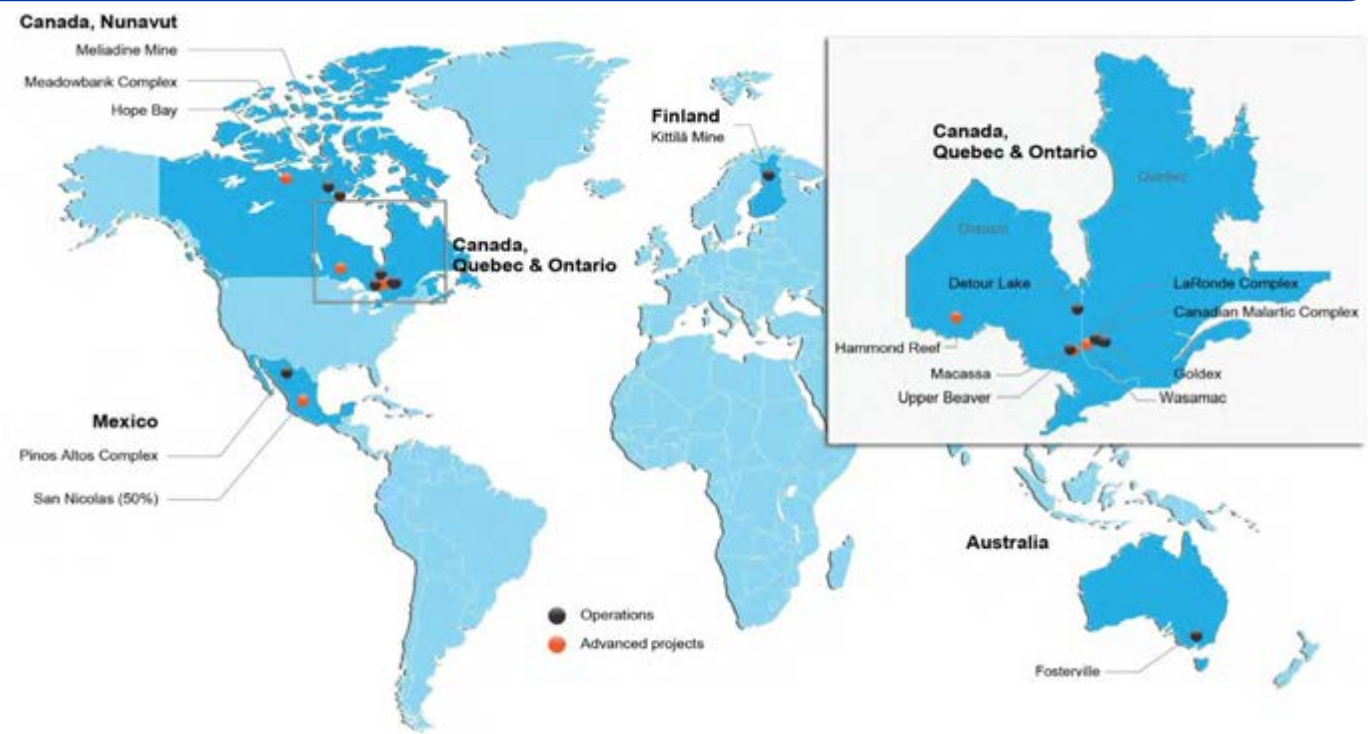 Canada, Nunavut
Meliadine Mine
Meadowbank Complex
Hope Bay
Finland
Kittilä Mine
Canada,
Quebec & Ontario
Mexico
Pinos Altos Complex
San Nicolas (50%)
Operations
Advanced projects
Canada,
Quebec & Ontario
Quebec
Ontario
Detour Lake
LaRonde Complex
Canadian Malartic Complex
Hammond Reef
Macassa
Goldex
Upper Beaver
Wasamac
Australia
Fosterville